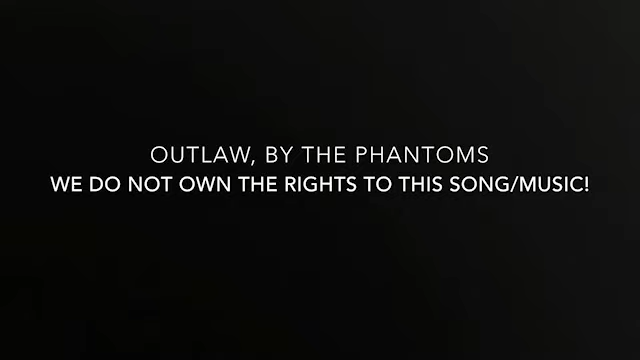 OUTLAW, BY THE PHANTOMS
WE DO NOT OWN THE RIGHTS TO THIS SONG/MUSIC!